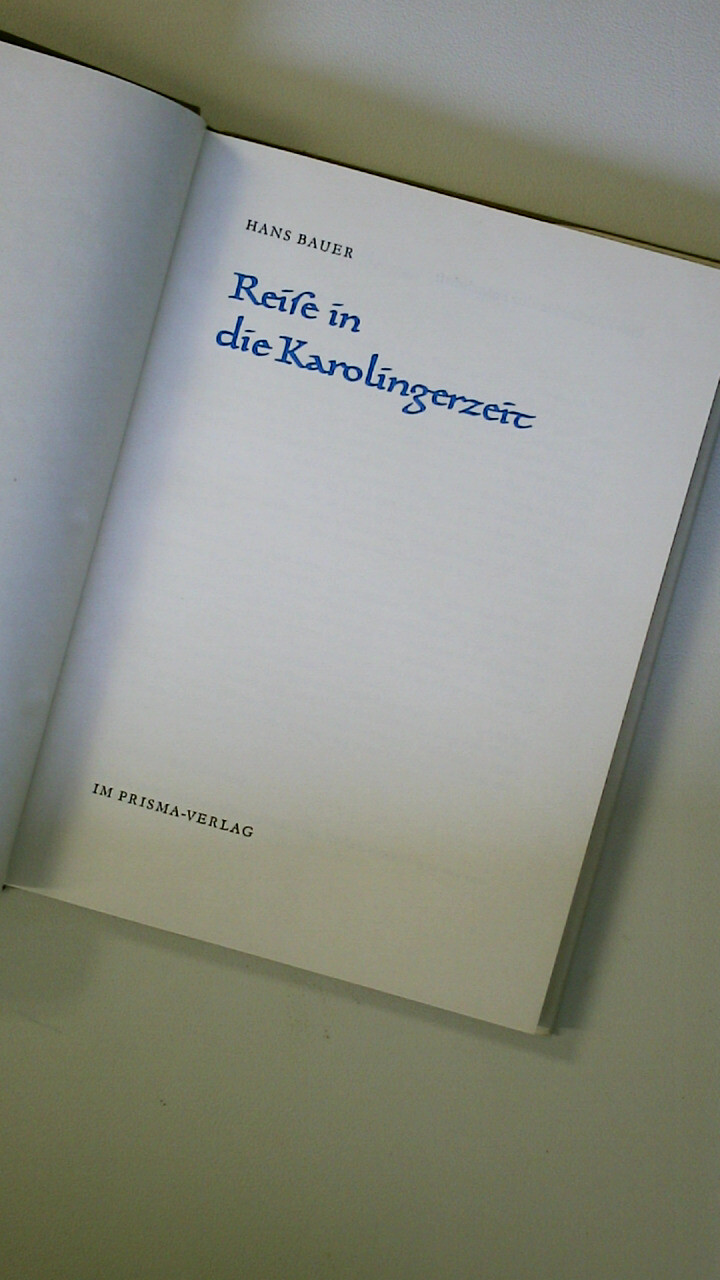 HANS BAUER
Reiſe in
die Karolingerzeit
IM PRISMA-VERLAG